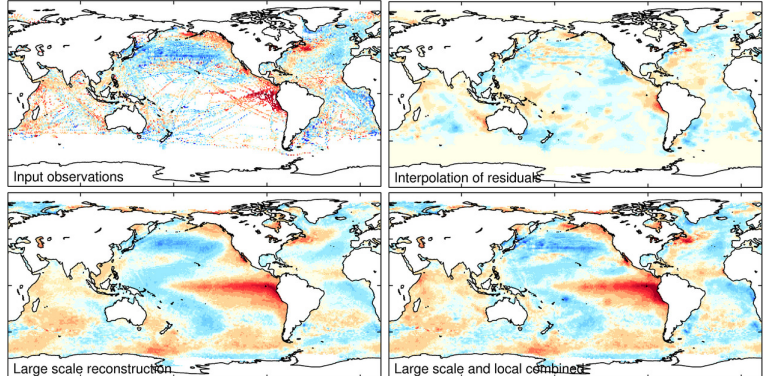 Input observations
Interpolation of residuals
Large scale reconstruction
Large scale and local combined